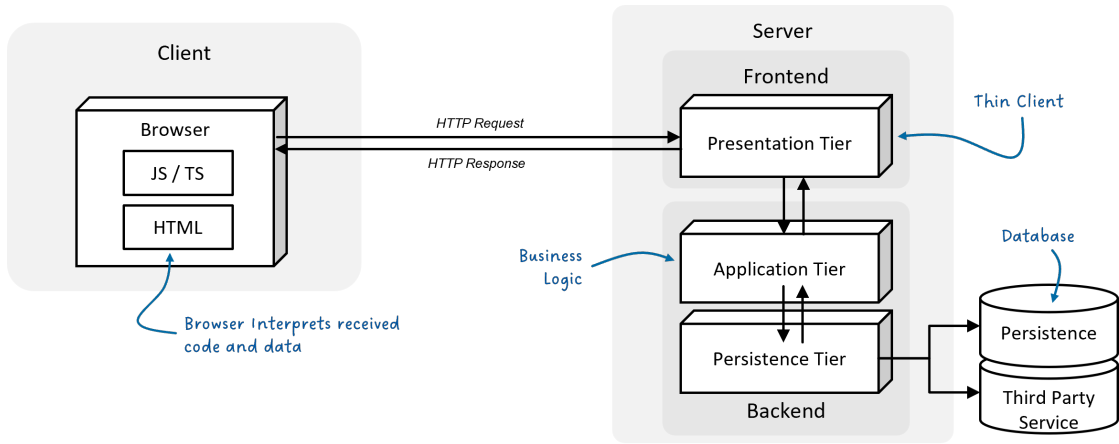 Client
Browser
JS / TS
HTML
Browser Interprets received
code and data
HTTP Request
HTTP Response
Server
Frontend
Presentation Tier
Thin Client
Business
Logic
Application Tier
Persistence Tier
Backend
Database
Persistence
Third Party
Service